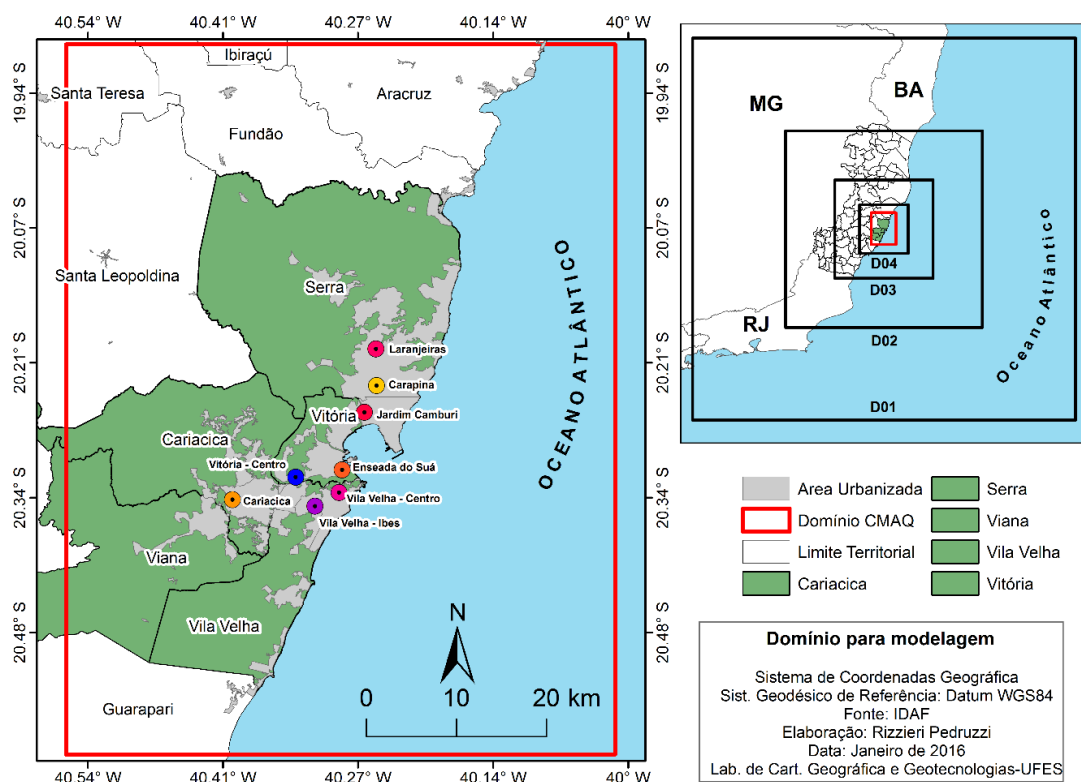 40.54° W 40.41° W 40.27° W 40.14° W 40° W
19.94° S
20.07° S
20.21° S
20.34° S
20.48° S
Ibiraçú
Santa Teresa
Aracruz
Fundão
Santa Leopoldina
Serra
OCEANO ATLÂNTICO
Laranjeiras
Carapina
Vitória
Jardim Camburi
Cariacica
Vitória - Centro
Enseada do Suá
Cariacica
Vila Velha - Centro
Vila Velha - Ibes
Viana
Vila Velha
Guarapari
N
0 10 20 km
19.94° S
20.07° S
20.21° S
20.34° S
20.48° S
40.54° W 40.41° W 40.27° W 40.14° W 40° W
MG
BA
RJ
Oceano Atlântico
D04
D03
D02
D01
Area Urbanizada
Domínio CMAQ
Limite Territorial
Cariacica
Serra
Viana
Vila Velha
Vitória
Domínio para modelagem
Sistema de Coordenadas Geográfica
Sist. Geodésico de Referência: Datum WGS84
Fonte: IDAF
Elaboração: Rizzieri Pedruzzi
Data: Janeiro de 2016
Lab. de Cart. Geográfica e Geotecnologias-UFES